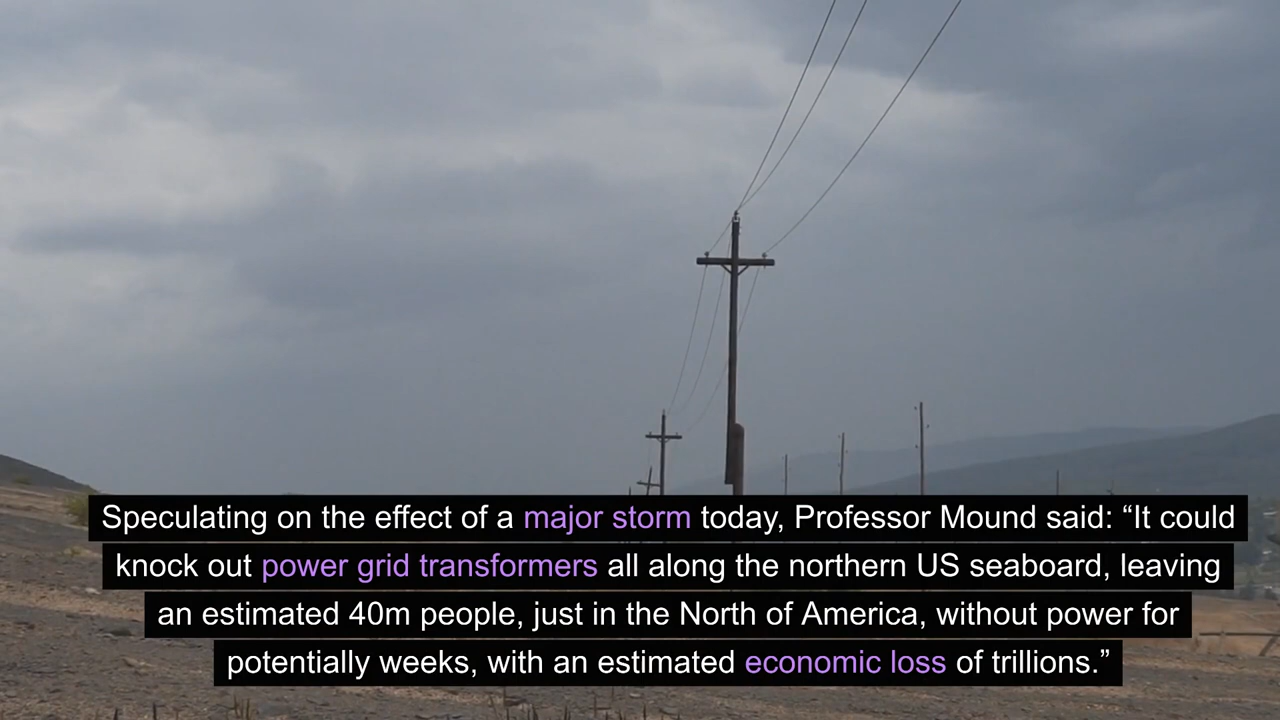 Speculating on the effect of a major storm today, Professor Mound said: “It could
knock out power grid transformers all along the northern US seaboard, leaving
an estimated 40m people, just in the North of America, without power for
potentially weeks, with an estimated economic loss of trillions.”